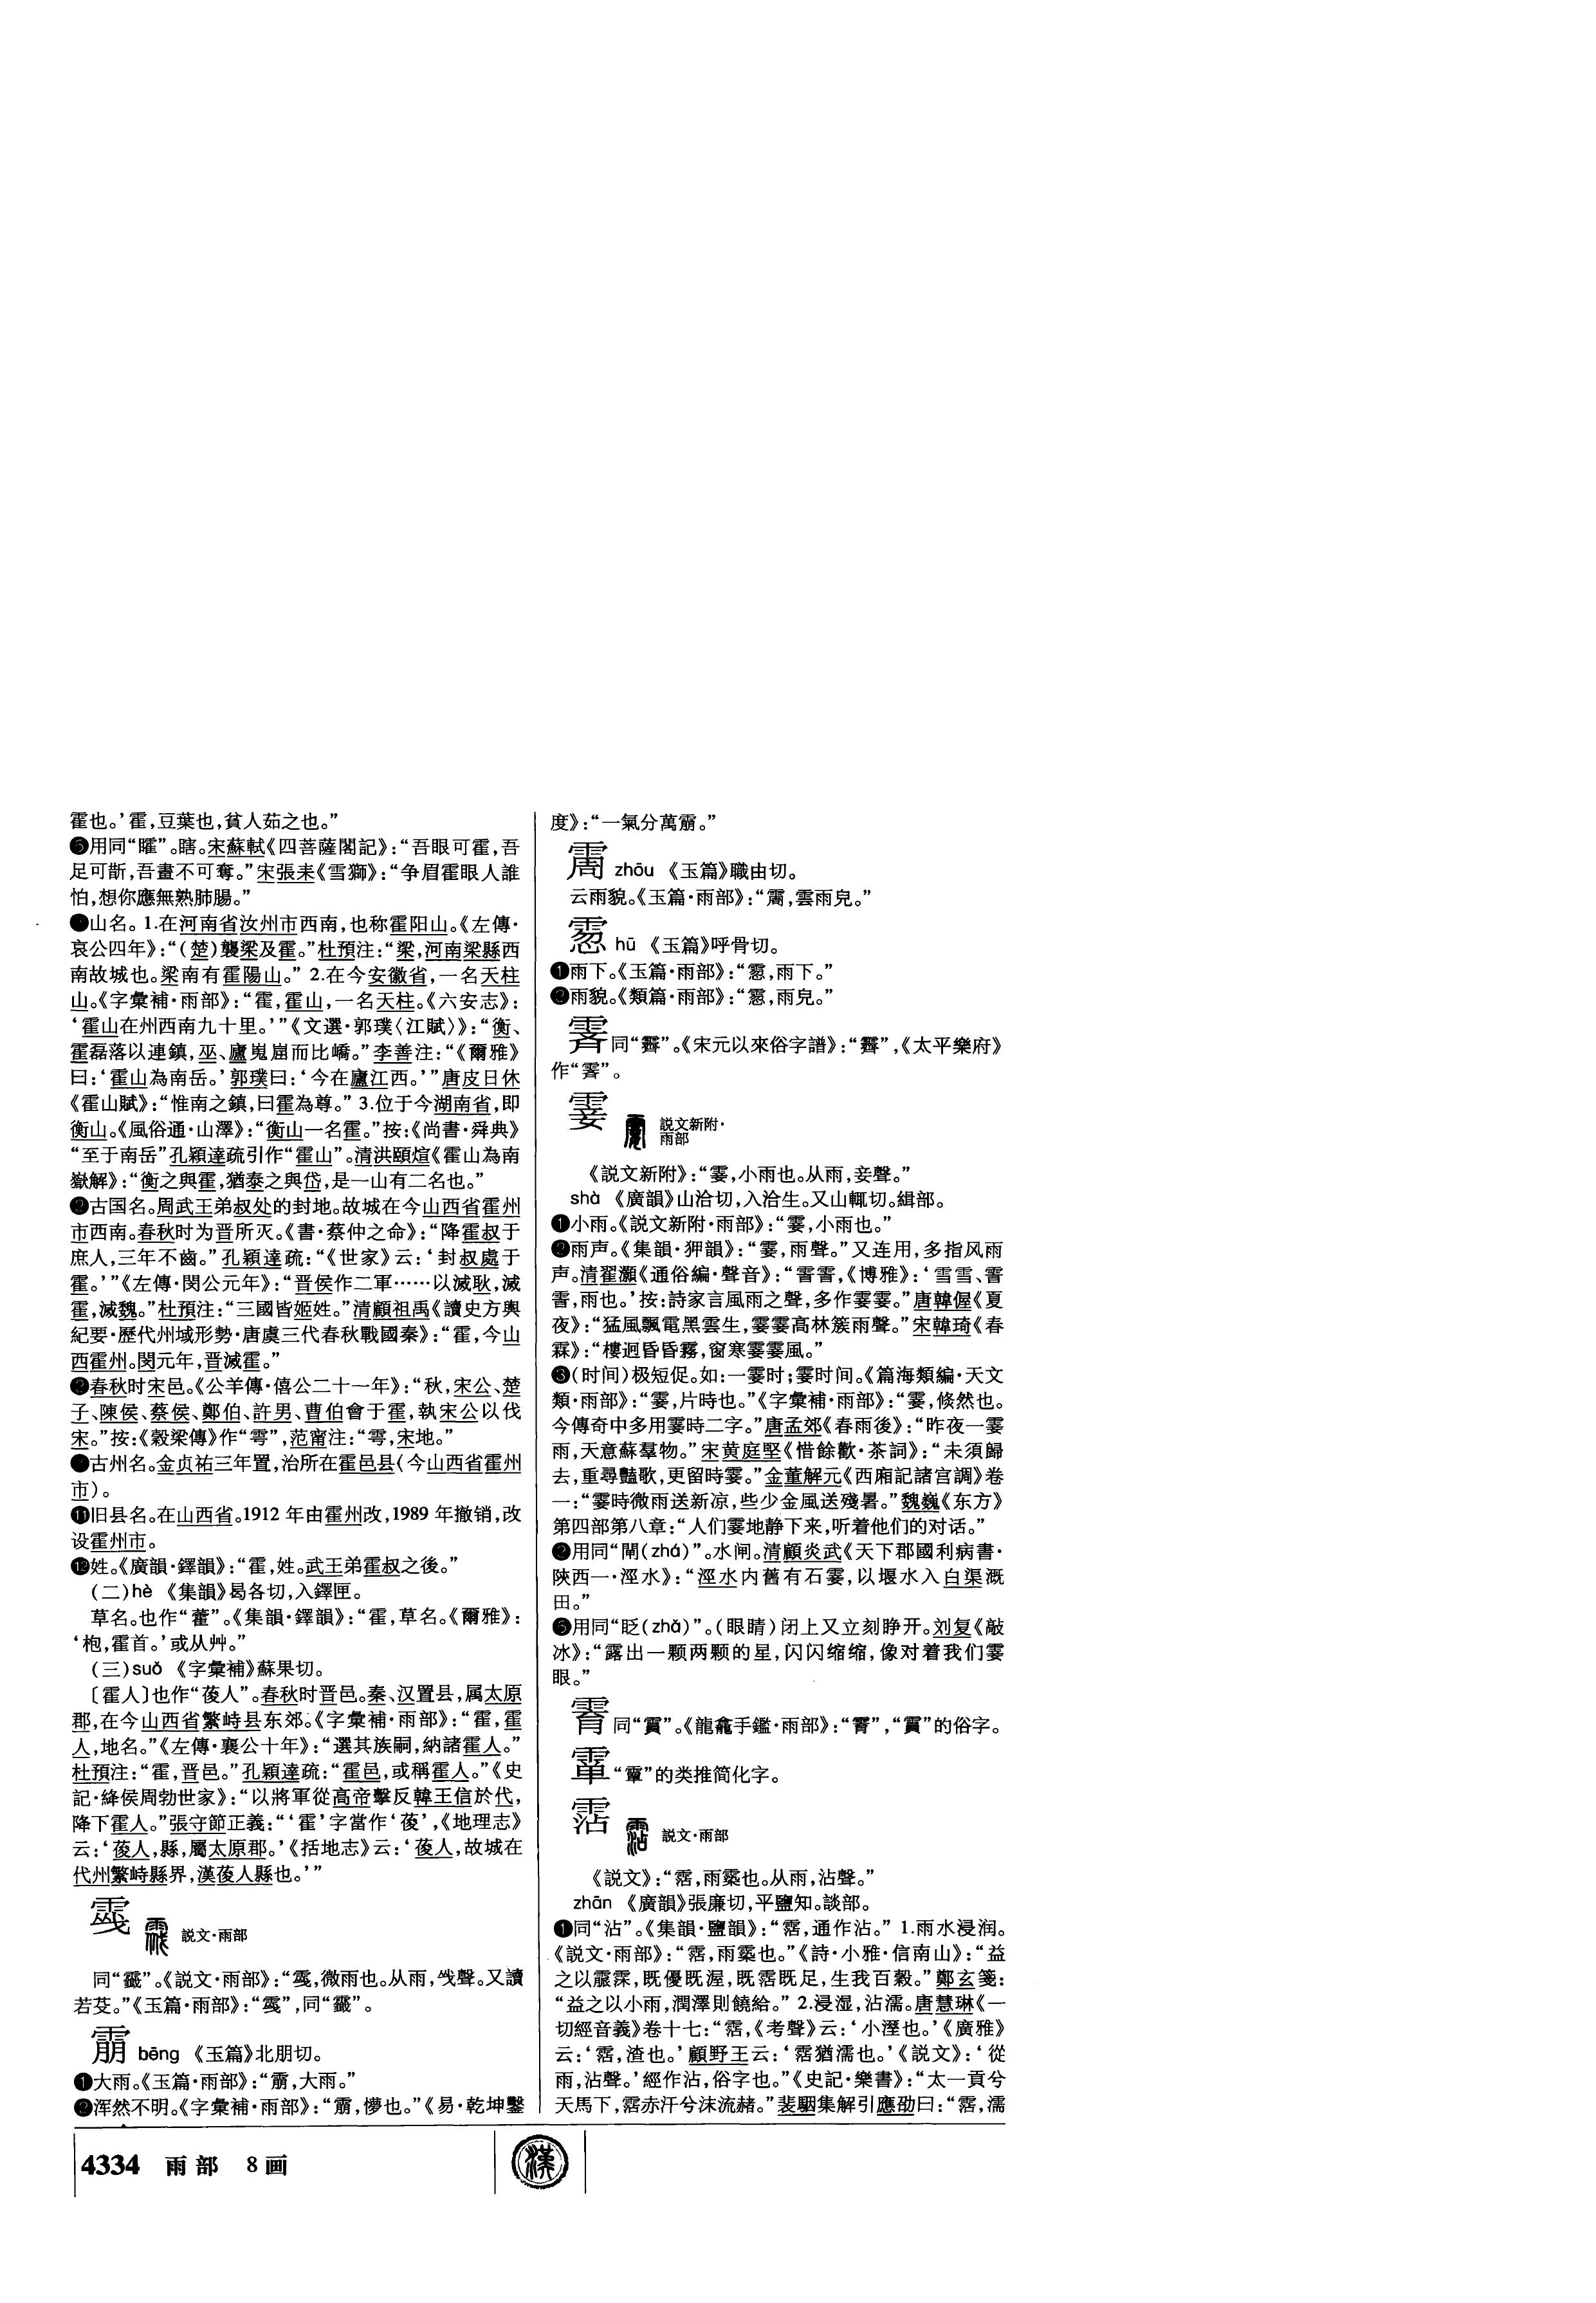 霍也。’霍，豆葉也，貧人茹之也。”
❺用同“矐”。瞎。宋蘇軾《四菩薩閣記》：“吾眼可霍，吾
足可斮，吾畫不可奪。”宋張耒《雪獅》：“争眉霍眼人誰
怕，想你應無熟肺腸。”
山名。1.在河南省汝州市西南，也称霍阳山。《左傳·
哀公四年》：“（楚）襲梁及霍。”杜預注：“梁，河南梁縣西
南故城也。梁南有霍陽山。”2.在今安徽省，一名天柱
山。《字彙補·雨部》：“霍，霍山，一名天柱。《六安志》：
‘霍山在州西南九十里。’”《文選·郭璞〈江賦〉》：“衡、
霍磊落以連鎮，巫、廬嵬崫而比嶠。”李善注：“《爾雅》
曰：‘霍山為南岳。’郭璞曰：‘今在廬江西。’”唐皮日休
《霍山賦》：“惟南之鎮，曰霍為尊。”3.位于今湖南省，即
衡山。《風俗通·山澤》：“衡山一名霍。”按：《尚書·舜典》
“至于南岳”孔穎達疏引作“霍山”。清洪頤煊《霍山為南
嶽解》：“衡之與霍，猶泰之與岱，是一山有二名也。”
古国名。周武王弟叔处的封地。故城在今山西省霍州
市西南。春秋时为晋所灭。《書·蔡仲之命》：“降霍叔于
庶人，三年不齒。”孔穎達疏：“《世家》云：‘封叔處于
霍。’”《左傳·閔公元年》：“晋侯作二軍……以滅耿，滅
霍，滅魏。”杜預注：“三國皆姬姓。”清顧祖禹《讀史方輿
紀要·歷代州域形勢·唐虞三代春秋戰國秦》：“霍，今山
西霍州。閔元年，晋滅霍。”
春秋时宋邑。《公羊傳·僖公二十一年》：“秋，宋公、楚
子、陳侯、蔡侯、鄭伯、許男、曹伯會于霍，執宋公以伐
宋。”按：《穀梁傳》作“雩”，范甯注：“雩，宋地。”
古州名。金贞祐三年置，治所在霍邑县（今山西省霍州
市）。
⓫旧县名。在山西省。1912年由霍州改，1989年撤销，改
设霍州市。
⓬姓。《廣韻·鐸韻》：“霍，姓。武王弟霍叔之後。”
（二）hè 《集韻》曷各切，入鐸匣。
草名。也作“藿”。《集韻·鐸韻》：“霍，草名。《爾雅》：
‘枹，霍首。’或从艸。”
（三）suǒ 《字彙補》蘇果切。
〔霍人〕也作“葰人”。春秋时晋邑。秦、汉置县，属太原
郡，在今山西省繁峙县东郊。《字彙補·雨部》：“霍，霍
人，地名。”《左傳·襄公十年》：“選其族嗣，納諸霍人。”
杜預注：“霍，晋邑。”孔穎達疏：“霍邑，或稱霍人。”《史
記·絳侯周勃世家》：“以將軍從高帝擊反韓王信於代，
降下霍人。”張守節正義：“‘霍’字當作‘葰’，《地理志》
云：‘葰人，縣，屬太原郡。’《括地志》云：‘葰人，故城在
代州繁峙縣界，漢葰人縣也。’”
説文·雨部
同“䨘”。《説文·雨部》：“，微雨也。从雨，聲。又讀
若芟。”《玉篇·雨部》：“”，同“䨘”。
𩄦 bēng 《玉篇》北朋切。
❶大雨。《玉篇·雨部》：“𩄦，大雨。”
❷浑然不明。《字彙補·雨部》：“𩄦，懜也。”《易·乾坤鑿
度》：“一氣分萬𩄦。”
霌 zhōu 《玉篇》職由切。
云雨貌。《玉篇·雨部》：“霌，雲雨皃。”
䨚 hū 《玉篇》呼骨切。
❶雨下。《玉篇·雨部》：“䨚，雨下。”
❷雨貌。《類篇·雨部》：“䨚，雨皃。”
霁同“霽”。《宋元以來俗字譜》：“霽”，《太平樂府》
作“霁”。
霎 説文新附·
雨部
《説文新附》：“霎，小雨也。从雨，妾聲。”
shà 《廣韻》山洽切，入洽生。又山輒切。緝部。
❶小雨。《説文新附·雨部》：“霎，小雨也。”
❷雨声。《集韻·狎韻》：“霎，雨聲。”又连用，多指风雨
声。清翟灝《通俗編·聲音》：“霅霅，《博雅》：‘雪雪、霅
霅，雨也。’按：詩家言風雨之聲，多作霎霎。”唐韓偓《夏
夜》：“猛風飄電黑雲生，霎霎高林簇雨聲。”宋韓琦《春
霖》：“樓迥昏昏霧，窗寒霎霎風。”
❸（时间）极短促。如：一霎时；霎时间。《篇海類編·天文
類·雨部》：“霎，片時也。”《字彙補·雨部》：“霎，倏然也。
今傳奇中多用霎時二字。”唐孟郊《春雨後》：“昨夜一霎
雨，天意蘇羣物。”宋黄庭堅《惜餘歡·茶詞》：“未須歸
去，重尋豔歌，更留時霎。”金董解元《西廂記諸宫調》卷
一：“霎時微雨送新凉，些少金風送殘暑。”魏巍《东方》
第四部第八章：“人们霎地静下来，听着他们的对话。”
用同“閘（zhá）”。水闸。清顧炎武《天下郡國利病書·
陝西一·涇水》：“涇水内舊有石霎，以堰水入白渠溉
田。”
❺用同“眨（zhǎ）”。（眼睛）闭上又立刻睁开。刘复《敲
冰》：“露出一颗两颗的星，闪闪缩缩，像对着我们霎
眼。”
同“霣”。《龍龕手鑑·雨部》：“”，“霣”的俗字。
“䨏”的类推简化字。
霑 説文·雨部
《説文》：“霑，雨䨙也。从雨，沾聲。”
zhān 《廣韻》張廉切，平鹽知。談部。
❶同“沾”。《集韻·鹽韻》：“霑，通作沾。”1.雨水浸润。
《説文·雨部》：“霑，雨䨙也。”《詩·小雅·信南山》：“益
之以霡霂，既優既渥，既霑既足，生我百穀。”鄭玄箋：
“益之以小雨，潤澤則饒給。”2.浸湿，沾濡。唐慧琳《一
切經音義》卷十七：“霑，《考聲》云：‘小溼也。’《廣雅》
云：‘霑，渣也。’顧野王云：‘霑猶濡也。’《説文》：‘從
雨，沾聲。’經作沾，俗字也。”《史記·樂書》：“太一貢兮
天馬下，霑赤汗兮沫流赭。”裴駰集解引應劭曰：“霑，濡
4334 雨部 8画
漢